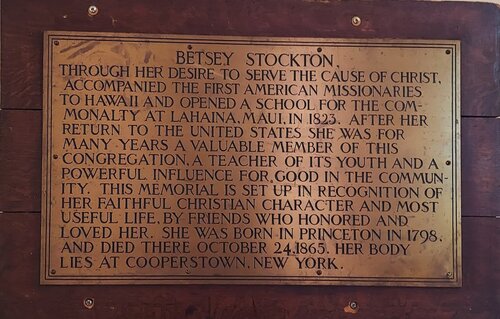 BETSEY STOCKTON,
THROUGH HER DESIRE TO SERVE THE CAUSE OF CHRIST,
ACCOMPANIED THE FIRST AMERICAN MISSIONARIES
TO HAWAII AND OPENED A SCHOOL FOR THE COM-
MONALTY AT LAHAINA, MAUI, IN 1823. AFTER HER
RETURN TO THE UNITED STATES SHE WAS FOR
MANY YEARS A VALUABLE MEMBER OF THIS
CONGREGATION, A TEACHER OF ITS YOUTH AND A
POWERFUL INFLUENCE FOR GOOD IN THE COMMUN-
ITY. THIS MEMORIAL IS SET UP IN RECOGNITION OF
HER FAITHFUL CHRISTIAN CHARACTER AND MOST
USEFUL LIFE, BY FRIENDS WHO HONORED AND
LOVED HER. SHE WAS BORN IN PRINCETON IN 1798,
AND DIED THERE OCTOBER 24, 1865. HER BODY
LIES AT COOPERSTOWN, NEW YORK.